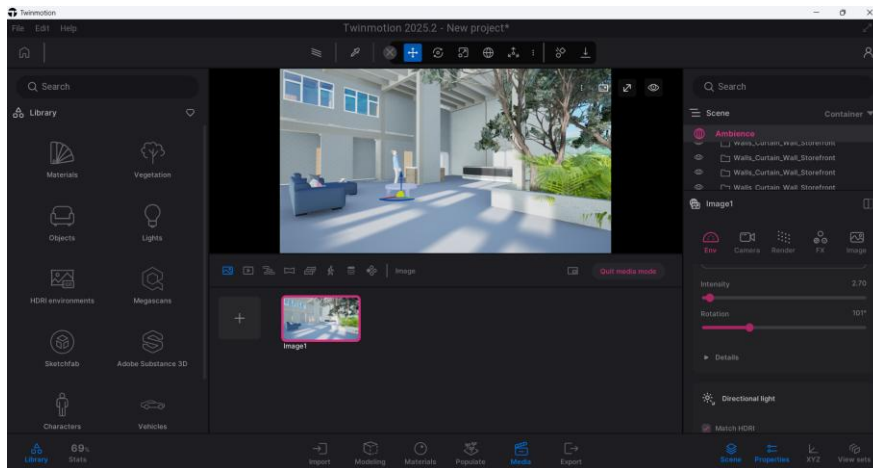 Twinmotion
File Edit Help
Twinmotion 2025.2 - New project*
Search
Library
Materials
Vegetation
Objects
Lights
HDRI environments
Megascans
Sketchfab
Adobe Substance 3D
Characters
Vehicles
Image
Quit media mode
Image1
Search
Scene Container
Ambience
Walls_Curtain_Wall_Storefront
Walls_Curtain_Wall_Storefront
Walls_Curtain_Wall_Storefront
Image1
Env Camera Render FX Image
Intensity 2.70
Rotation 101°
Details
Directional light
Match HDRI
Library
69%
Stats
Import Modeling Materials Populate Media Export
Scene Properties XYZ View sets